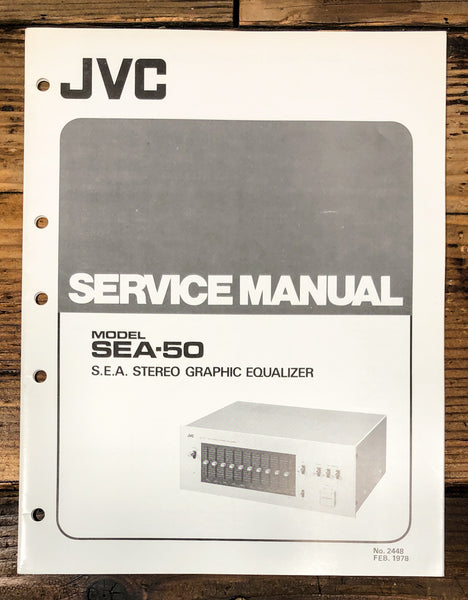 JVC
SERVICE MANUAL
MODEL
SEA-50
S.E.A. STEREO GRAPHIC EQUALIZER
JVC
No. 2448
FEB. 1978